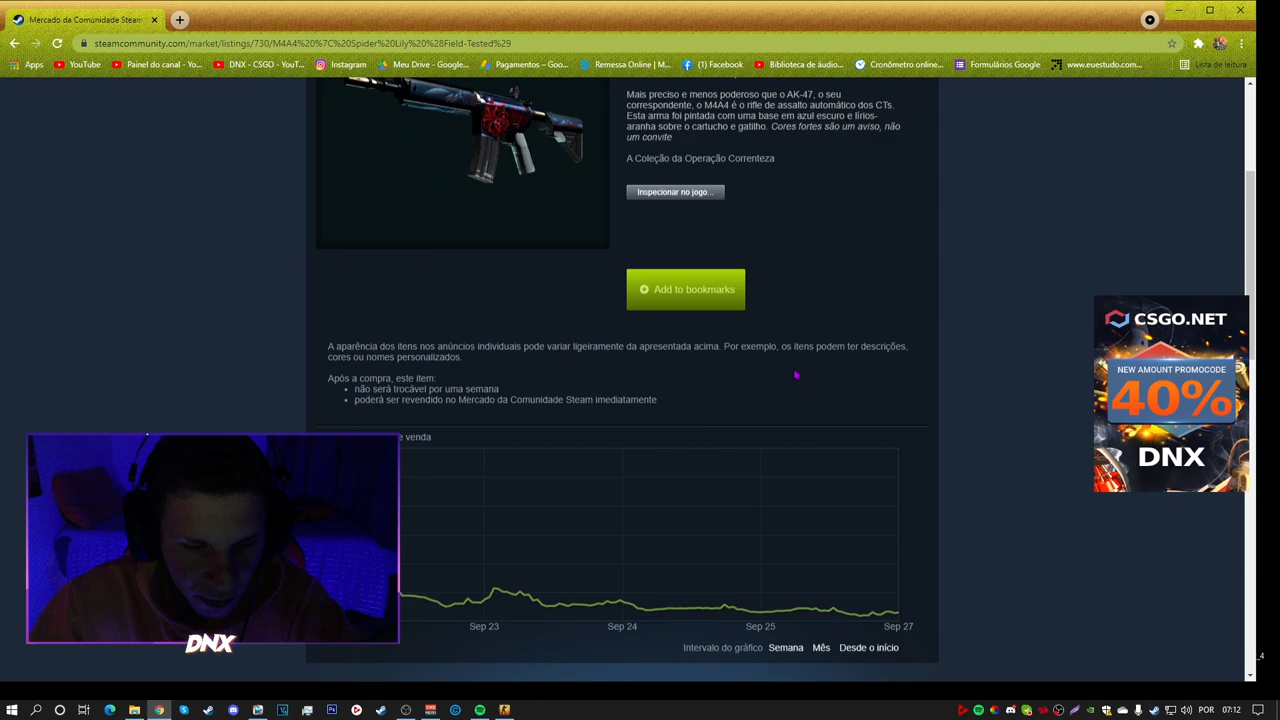 Mercado da Comunidade Steam
steamcommunity.com/market/listings/730/M4A4%20%7C%20Spider%20Lily%20%28Field-Tested%29
Apps
YouTube
Painel do canal - Yo...
DNX - CSGO - YouT...
Instagram
Meu Drive - Google...
Pagamentos – Goo...
Remessa Online | M...
(1) Facebook
Biblioteca de áudio...
Cronômetro online...
Formulários Google
www.euestudo.com...
Lista de leitura
Mais preciso e menos poderoso que o AK-47, o seu
correspondente, o M4A4 é o rifle de assalto automático dos CTs.
Esta arma foi pintada com uma base em azul escuro e lírios-
aranha sobre o cartucho e gatilho. Cores fortes são um aviso, não
um convite
A Coleção da Operação Correnteza
Inspecionar no jogo...
Add to bookmarks
A aparência dos itens nos anúncios individuais pode variar ligeiramente da apresentada acima. Por exemplo, os itens podem ter descrições,
cores ou nomes personalizados.
Após a compra, este item:
não será trocável por uma semana
poderá ser revendido no Mercado da Comunidade Steam imediatamente
e venda
Sep 23
Sep 24
Sep 25
Sep 27
Intervalo do gráfico
Semana
Mês
Desde o início
CSGO.NET
NEW AMOUNT PROMOCODE
40%
DNX
DNX
POR
07:12